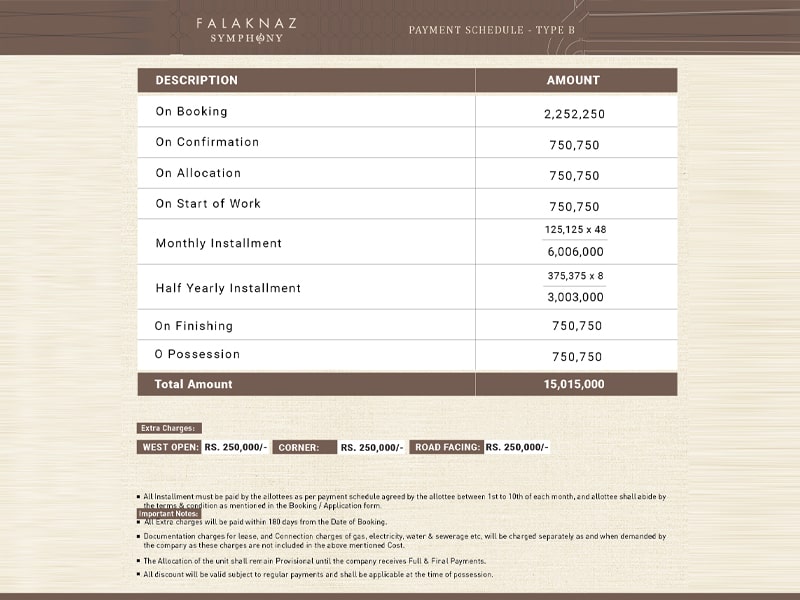 FALAKNAZ
SYMPHONY
PAYMENT SCHEDULE - TYPE B
DESCRIPTION AMOUNT
On Booking 2,252,250
On Confirmation 750,750
On Allocation 750,750
On Start of Work 750,750
Monthly Installment 125,125 x 48
6,006,000
Half Yearly Installment 375,375 x 8
3,003,000
On Finishing 750,750
O Possession 750,750
Total Amount 15,015,000
Extra Charges:
WEST OPEN: RS. 250,000/- CORNER: RS. 250,000/- ROAD FACING: RS. 250,000/-
All Installment must be paid by the allottees as per payment schedule agreed by the allottee between 1st to 10th of each month, and allottee shall abide by
the terms & condition as mentioned in the Booking / Application form.
Important Notes:
All Extra charges will be paid within 180 days from the Date of Booking.
Documentation charges for lease, and Connection charges of gas, electricity, water & sewerage etc. will be charged separately as and when demanded by
the company as these charges are not included in the above mentioned Cost.
The Allocation of the unit shall remain Provisional until the company receives Full & Final Payments.
All discount will be valid subject to regular payments and shall be applicable at the time of possession.